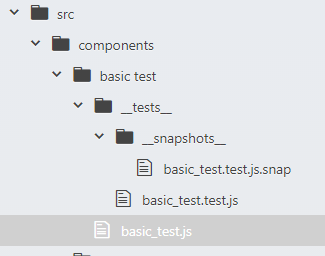 src
components
basic test
__tests__
__snapshots__
basic_test.test.js.snap
basic_test.test.js
basic_test.js